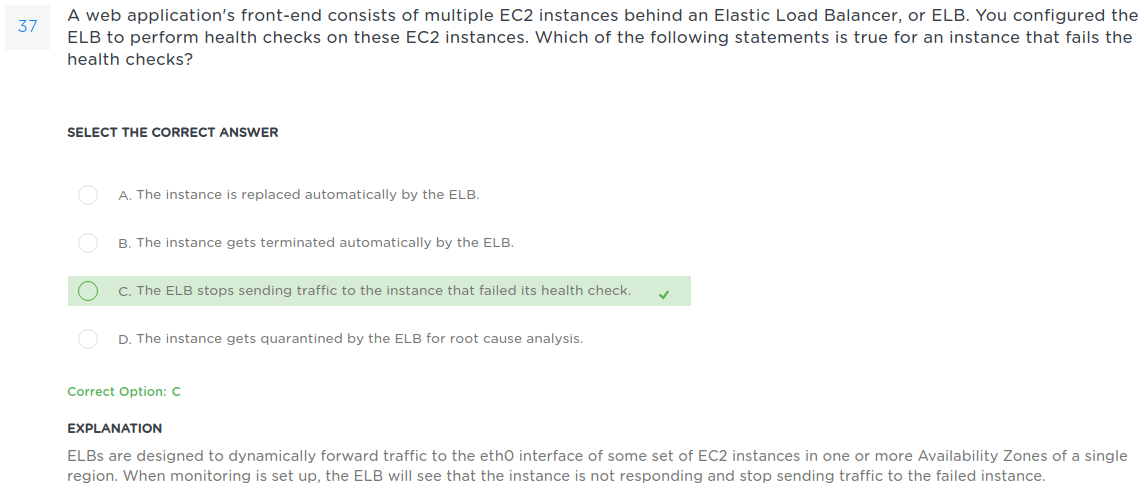 37
A web application's front-end consists of multiple EC2 instances behind an Elastic Load Balancer, or ELB. You configured the
ELB to perform health checks on these EC2 instances. Which of the following statements is true for an instance that fails the
health checks?
SELECT THE CORRECT ANSWER
A. The instance is replaced automatically by the ELB.
B. The instance gets terminated automatically by the ELB.
C. The ELB stops sending traffic to the instance that failed its health check.
D. The instance gets quarantined by the ELB for root cause analysis.
Correct Option: C
EXPLANATION
ELBs are designed to dynamically forward traffic to the eth0 interface of some set of EC2 instances in one or more Availability Zones of a single
region. When monitoring is set up, the ELB will see that the instance is not responding and stop sending traffic to the failed instance.